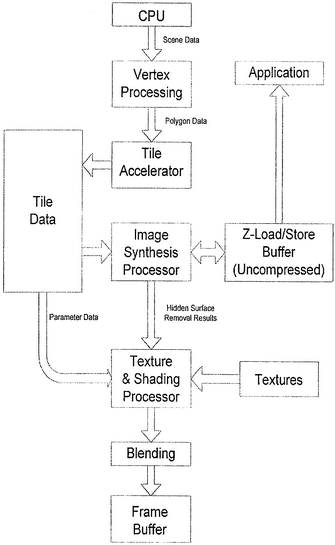 CPU
Scene Data
Vertex
Processing
Application
Polygon Data
Tile
Accelerator
Tile
Data
Image
Synthesis
Processor
Z-Load/Store
Buffer
(Uncompressed)
Parameter Data
Hidden Surface
Removal Results
Texture
& Shading
Processor
Textures
Blending
Frame
Buffer